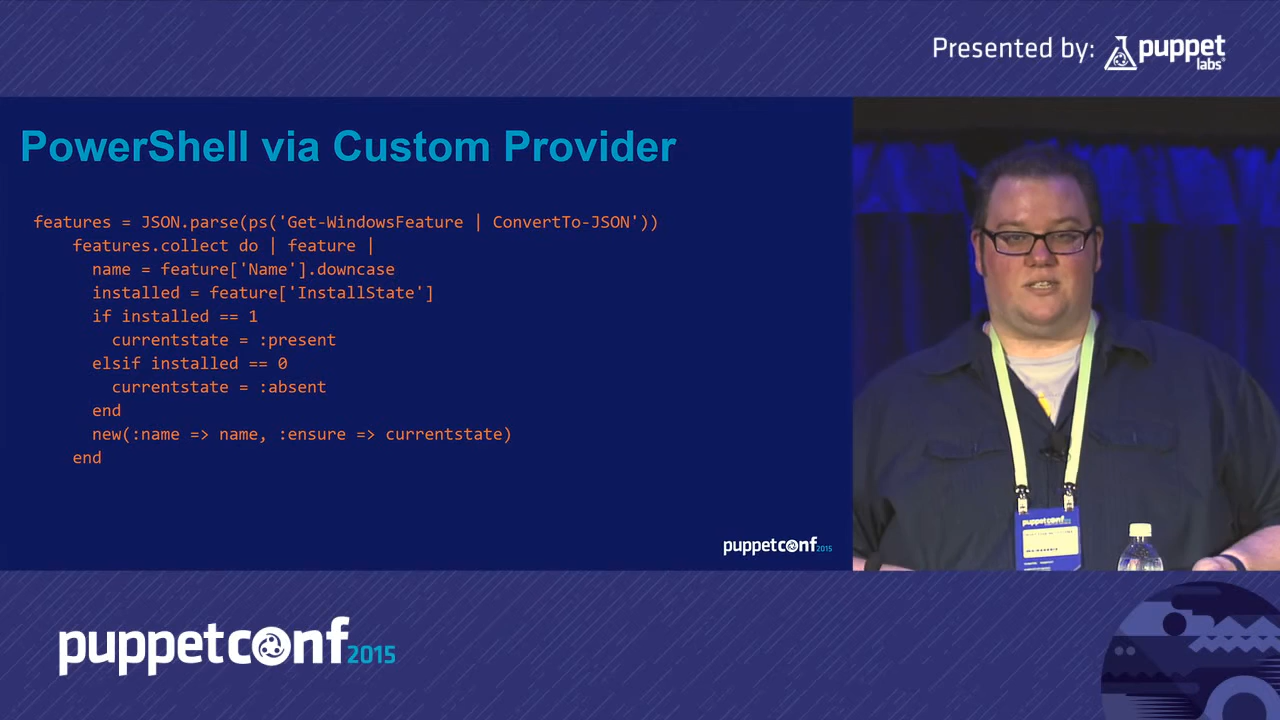 Presented by: puppet labs
PowerShell via Custom Provider
features = JSON.parse(ps('Get-WindowsFeature | ConvertTo-JSON'))
features.collect do | feature |
name = feature['Name'].downcase
installed = feature['InstallState']
if installed == 1
currentstate = :present
elsif installed == 0
currentstate = :absent
end
new(:name => name, :ensure => currentstate)
end
puppetconf 2015
puppetconf
puppetconf 2015